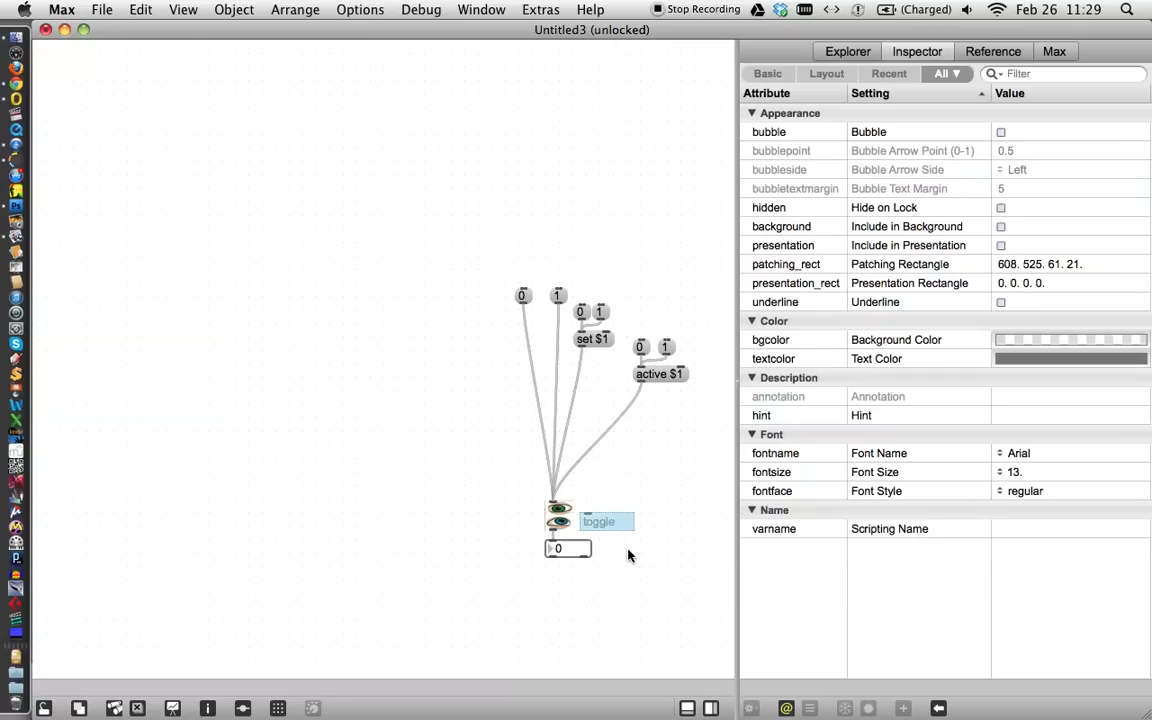 Max File Edit View Object Arrange Options Debug Window Extras Help Stop Recording (Charged) Feb 26 11:29
Untitled3 (unlocked)
Explorer Inspector Reference Max
Basic Layout Recent All ▼ Filter
Attribute Setting Value
Appearance
bubble Bubble
bubblepoint Bubble Arrow Point (0-1) 0.5
bubbleside Bubble Arrow Side Left
bubbletextmargin Bubble Text Margin 5
hidden Hide on Lock
background Include in Background
presentation Include in Presentation
patching_rect Patching Rectangle 608. 525. 61. 21.
presentation_rect Presentation Rectangle 0. 0. 0. 0.
underline Underline
Color
bgcolor Background Color
textcolor Text Color
Description
annotation Annotation
hint Hint
Font
fontname Font Name Arial
fontsize Font Size 13.
fontface Font Style regular
Name
varname Scripting Name
0 1
0 1
set $1
0 1
active $1
toggle
0